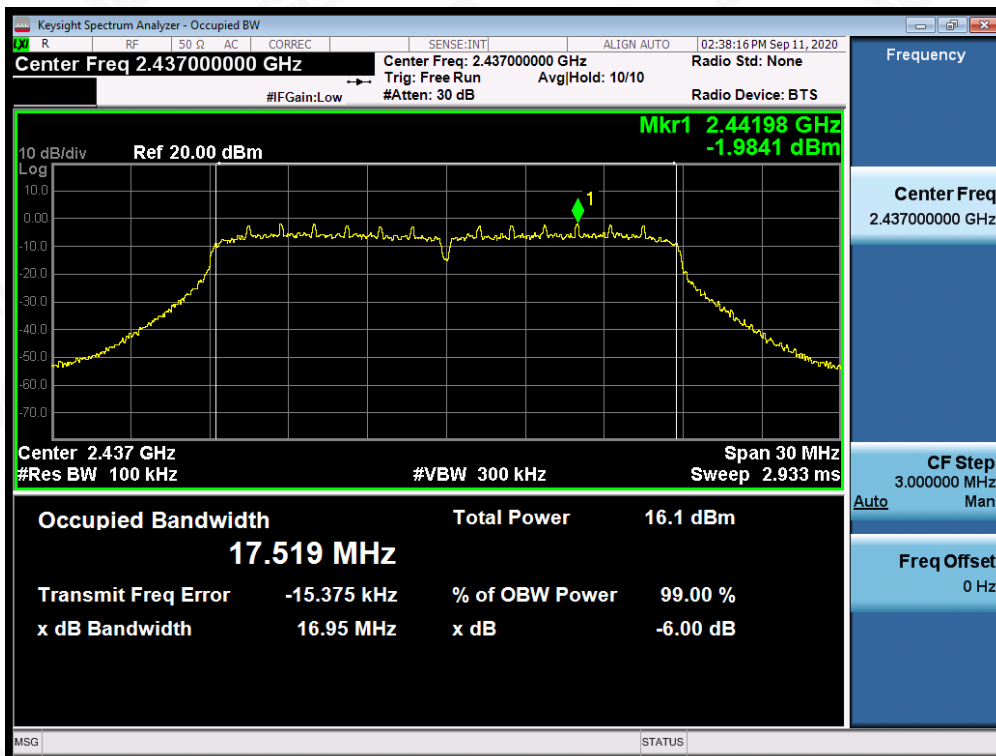 Keysight Spectrum Analyzer - Occupied BW
LXI R RF 50 Ω AC CORREC SENSE:INT ALIGN AUTO 02:38:16 PM Sep 11, 2020
Center Freq 2.437000000 GHz
#IFGain:Low
Center Freq: 2.437000000 GHz
Trig: Free Run Avg|Hold: 10/10
#Atten: 30 dB
Radio Std: None
Radio Device: BTS
Mkr1 2.44198 GHz
-1.9841 dBm
10 dB/div Ref 20.00 dBm
Log
10.0
0.00
-10.0
-20.0
-30.0
-40.0
-50.0
-60.0
-70.0
1
Center 2.437 GHz Span 30 MHz
#Res BW 100 kHz #VBW 300 kHz Sweep 2.933 ms
Occupied Bandwidth Total Power 16.1 dBm
17.519 MHz
Transmit Freq Error -15.375 kHz % of OBW Power 99.00 %
x dB Bandwidth 16.95 MHz x dB -6.00 dB
Frequency
Center Freq
2.437000000 GHz
CF Step
3.000000 MHz
Auto Man
Freq Offset
0 Hz
MSG STATUS